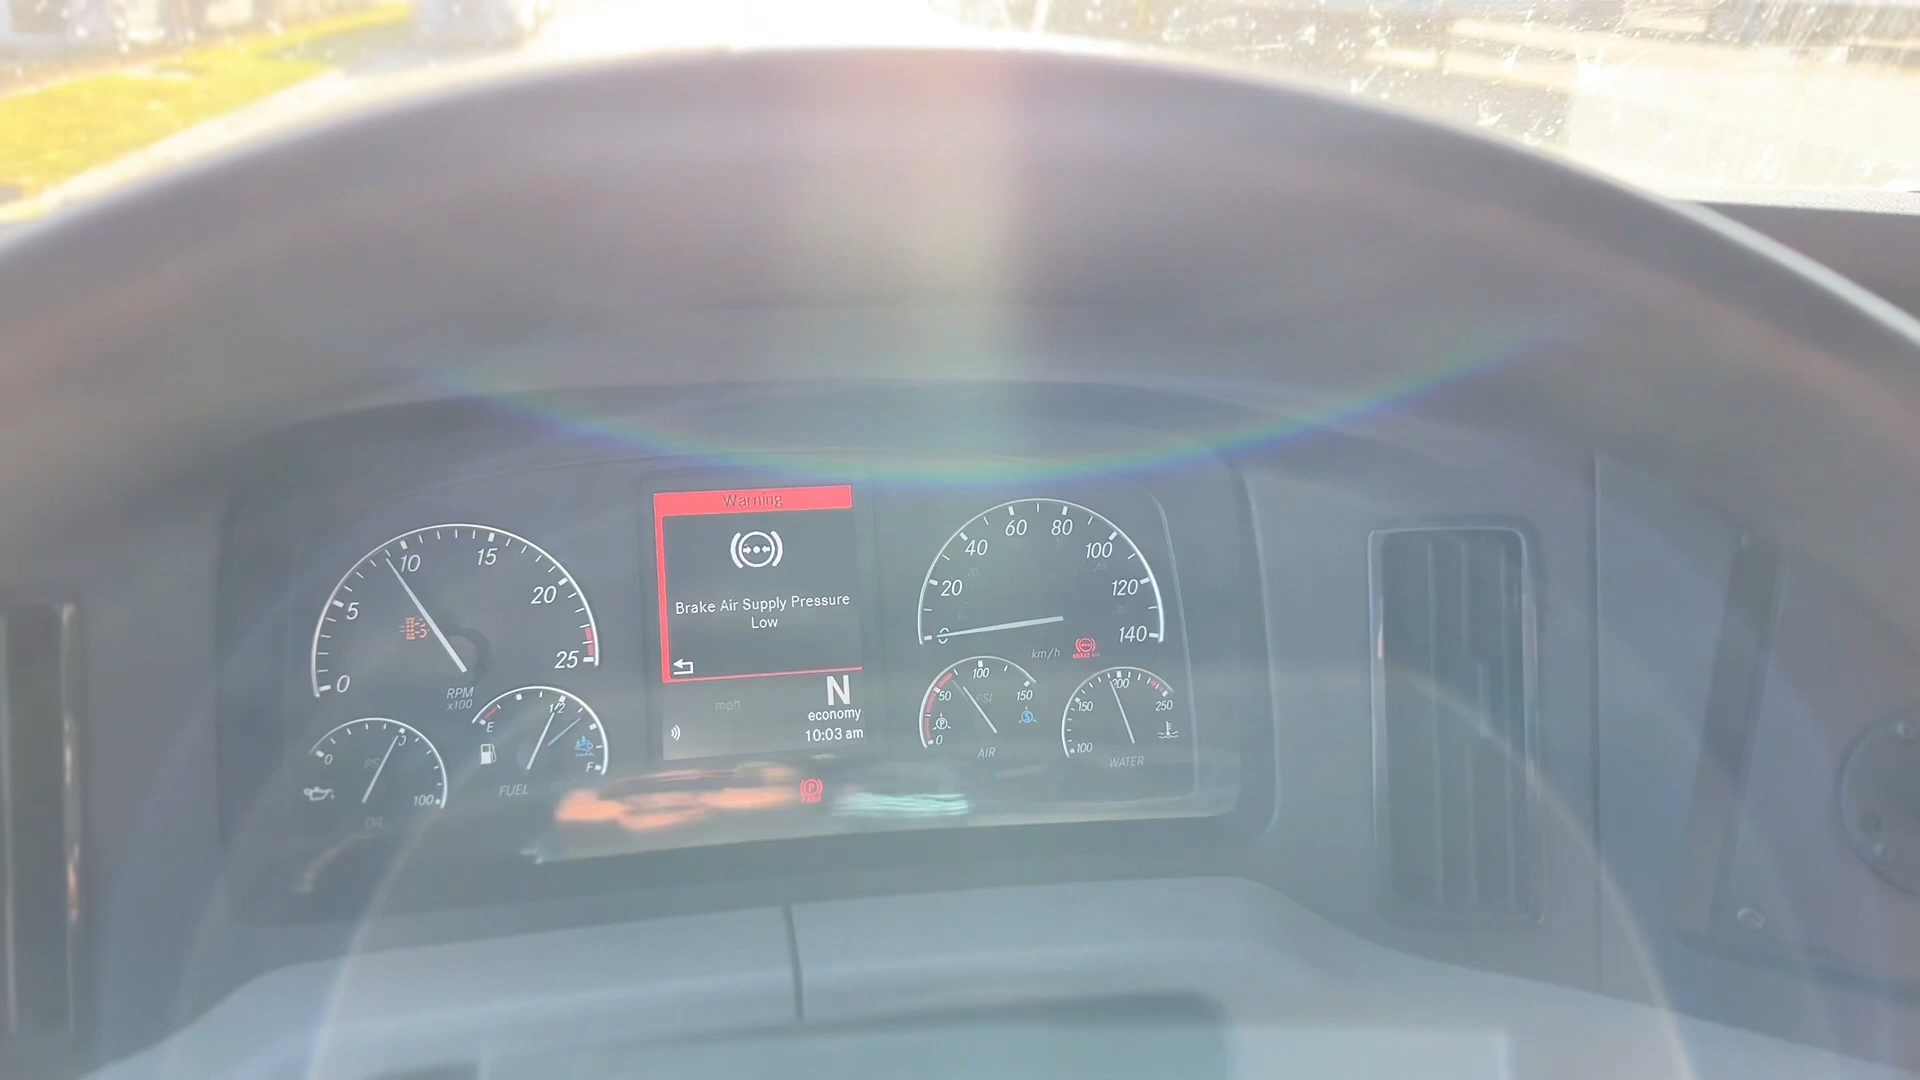 Warning
Brake Air Supply Pressure
Low
N
mph
economy
10:03 am
0
5
10
15
20
25
RPM
x100
E
1/2
F
FUEL
0
100
PSI
OIL
0
20
40
60
80
100
120
140
km/h
0
50
100
150
PSI
AIR
100
150
200
250
WATER
P
P
S